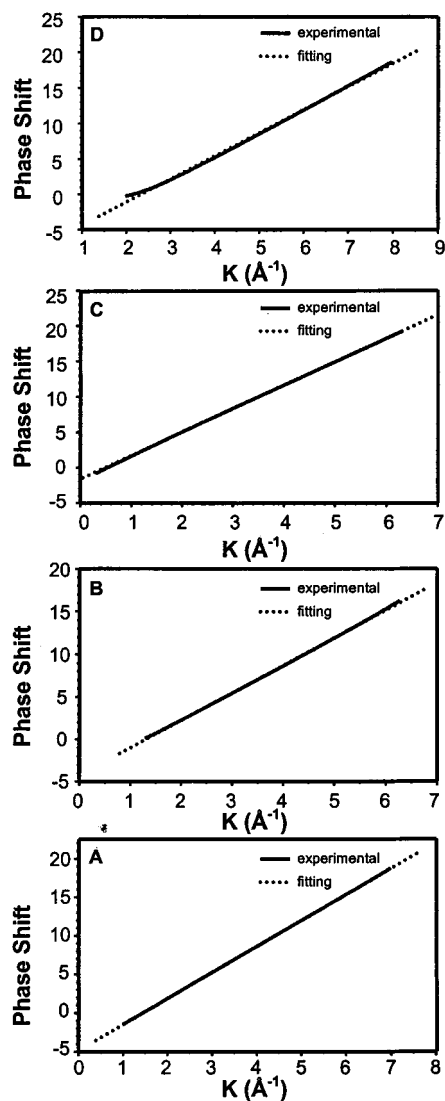 D
experimental
fitting
25
20
15
10
5
0
-5
Phase Shift
1 2 3 4 5 6 7 8 9
K (Å⁻¹)
C
experimental
fitting
25
20
15
10
5
0
-5
Phase Shift
0 1 2 3 4 5 6 7
K (Å⁻¹)
B
experimental
fitting
20
15
10
5
0
-5
Phase Shift
0 1 2 3 4 5 6 7
K (Å⁻¹)
A
experimental
fitting
20
15
10
5
0
-5
Phase Shift
0 1 2 3 4 5 6 7 8
K (Å⁻¹)